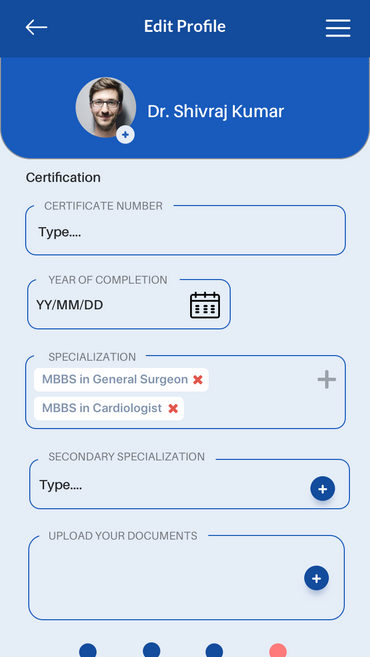 Edit Profile
Dr. Shivraj Kumar
Certification
CERTIFICATE NUMBER
Type....
YEAR OF COMPLETION
YY/MM/DD
SPECIALIZATION
MBBS in General Surgeon
MBBS in Cardiologist
SECONDARY SPECIALIZATION
Type....
UPLOAD YOUR DOCUMENTS